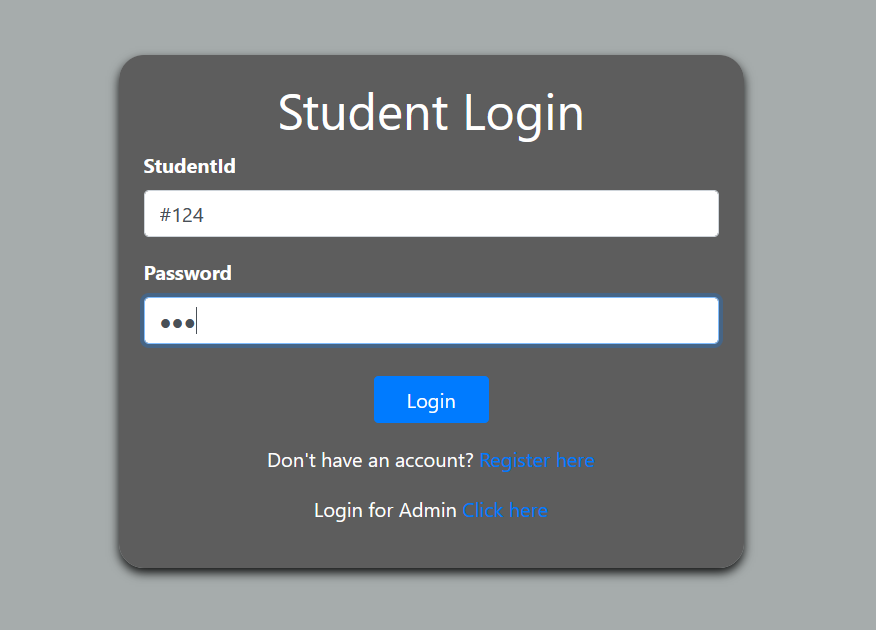 Student Login
StudentId
#124
Password
●●●
Login
Don't have an account? Register here
Login for Admin Click here